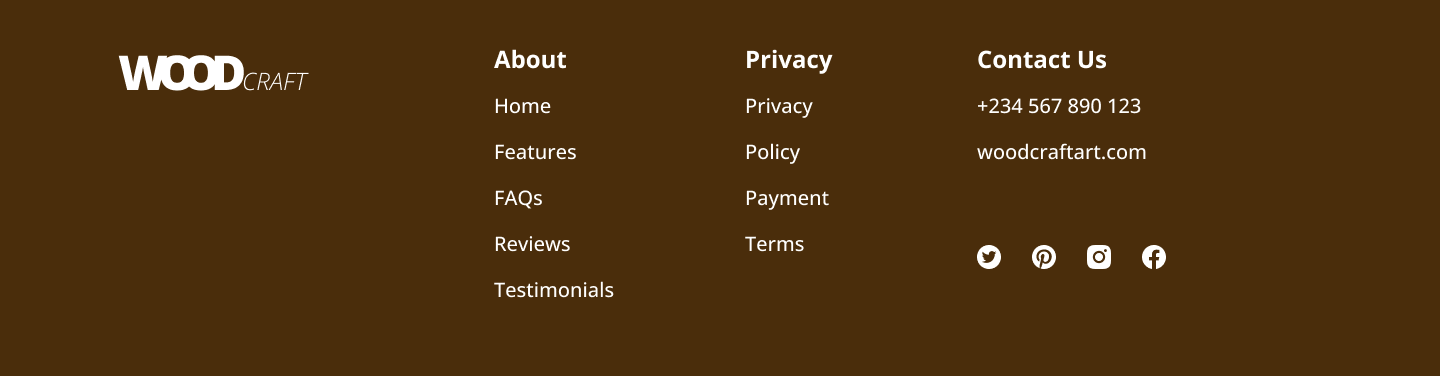 WOODCRAFT
About
Home
Features
FAQs
Reviews
Testimonials
Privacy
Privacy
Policy
Payment
Terms
Contact Us
+234 567 890 123
woodcraftart.com